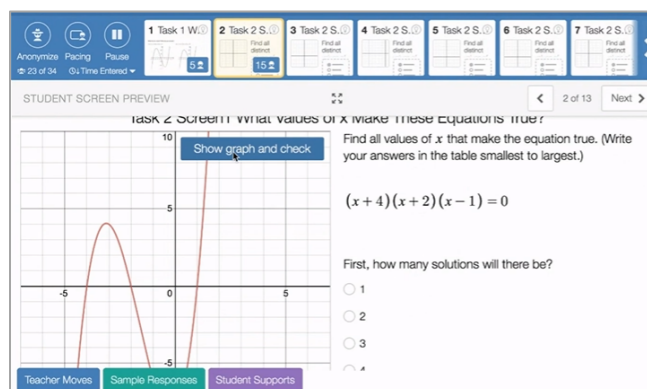 Anonymize Pacing Pause
23 of 34 Time Entered
1 Task 1 W.
5
2 Task 2 S.
Find all
distinct
15
3 Task 2 S.
Find all
distinct
4 Task 2 S.
Find all
distinct
5 Task 2 S.
Find all
distinct
6 Task 2 S.
Find all
distinct
7 Task 2 S.
Find all
distinct
STUDENT SCREEN PREVIEW
2 of 13 Next
Task 2 Screen1 What Values of x Make These Equations True?
10
Show graph and check
5
-5
0
5
-5
Find all values of x that make the equation true. (Write
your answers in the table smallest to largest.)
(x+4)(x+2)(x−1)=0
First, how many solutions will there be?
1
2
3
4
Teacher Moves Sample Responses Student Supports